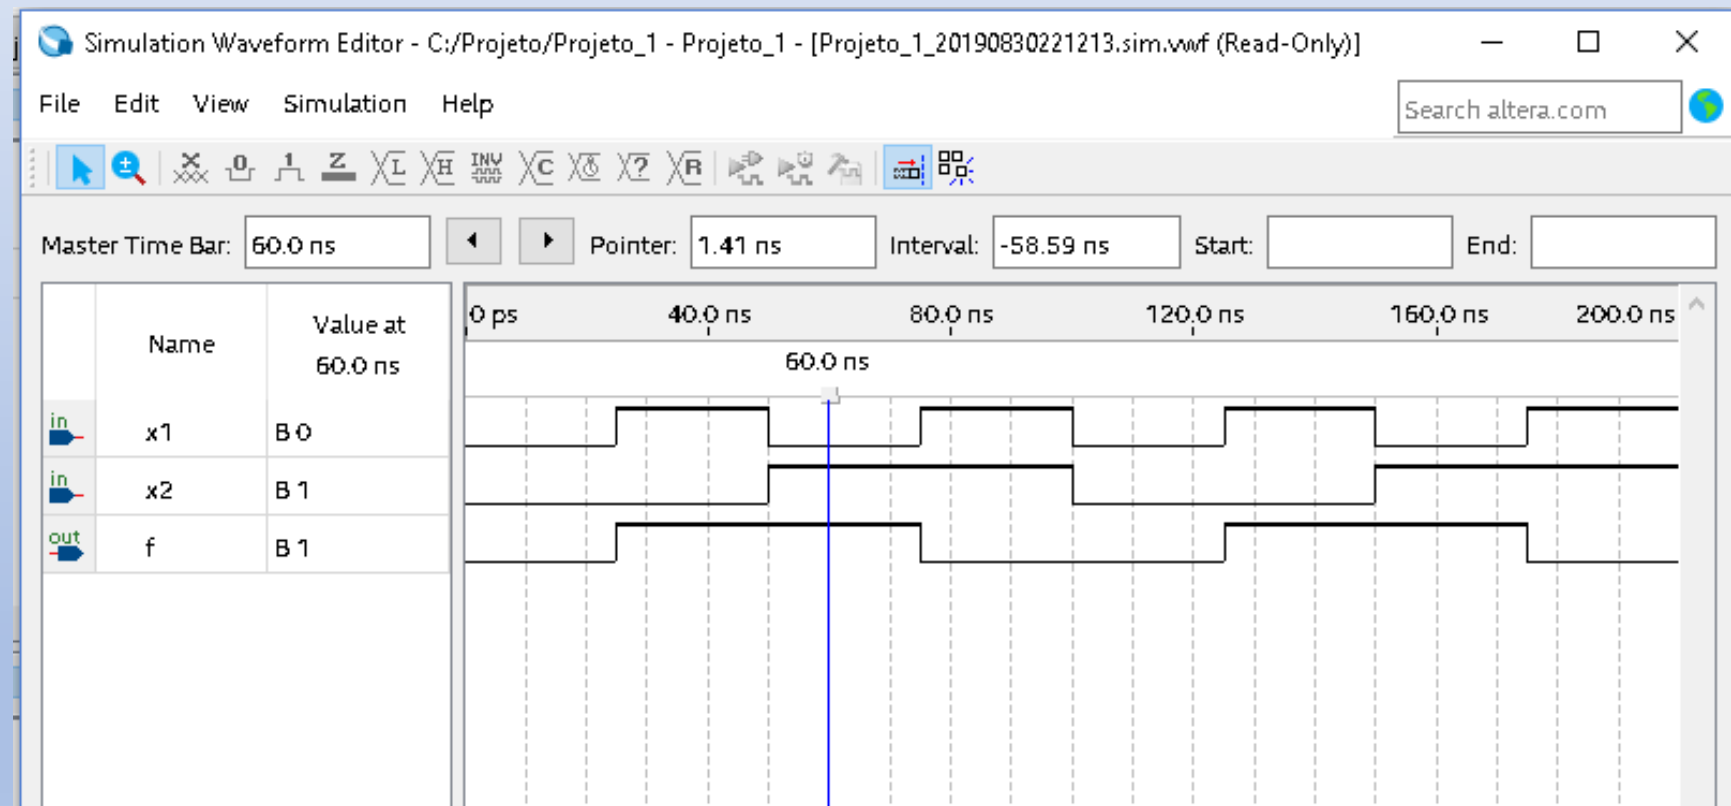 Simulation Waveform Editor - C:/Projeto/Projeto_1 - Projeto_1 - [Projeto_1_20190830221213.sim.vwf (Read-Only)]
File Edit View Simulation Help
Search altera.com
X 0 1 Z L H INV C ? R
Master Time Bar: 60.0 ns Pointer: 1.41 ns Interval: -58.59 ns Start: End:
Name
Value at
60.0 ns
0 ps 40.0 ns 80.0 ns 120.0 ns 160.0 ns 200.0 ns
60.0 ns
in x1 B 0
in x2 B 1
out f B 1